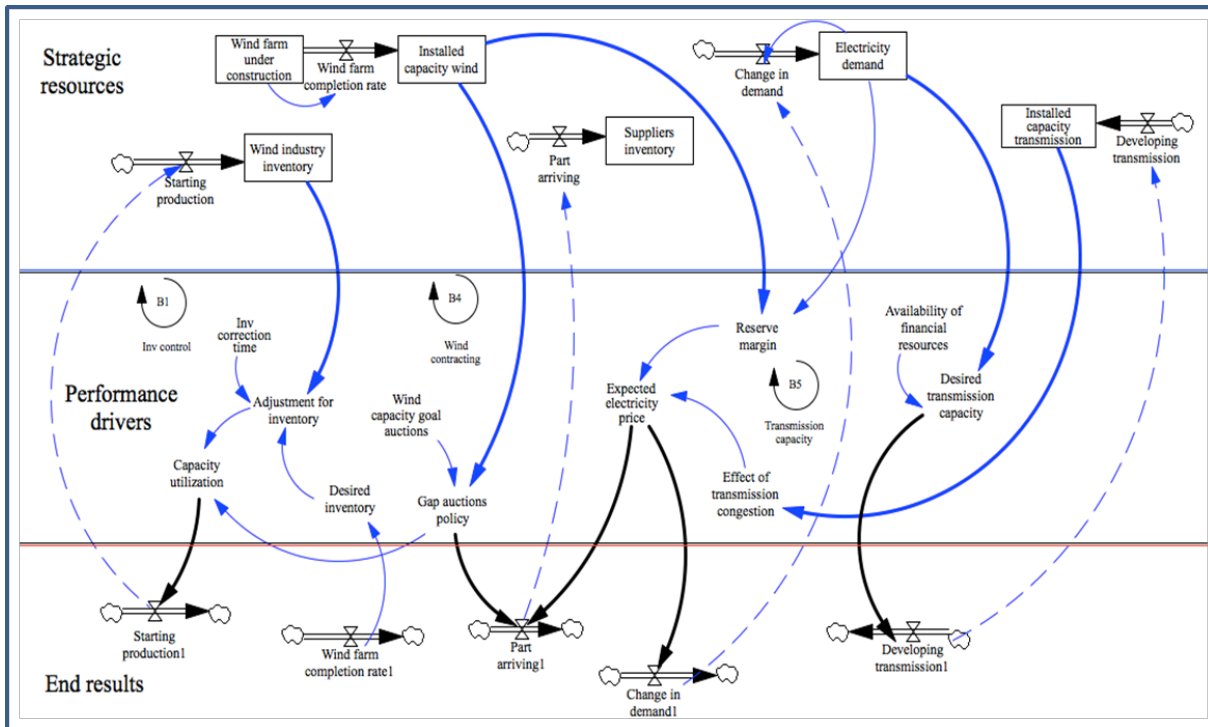 Strategic
resources
Wind farm
under
construction
Wind farm
completion rate
Installed
capacity wind
Change in
demand
Electricity
demand
Wind industry
inventory
Starting
production
Part
arriving
Suppliers
inventory
Installed
capacity
transmission
Developing
transmission
B1
Inv control
Inv
correction
time
B4
Wind
contracting
Reserve
margin
Availability of
financial
resources
Performance
drivers
Adjustment for
inventory
Wind
capacity goal
auctions
Expected
electricity
price
B5
Transmission
capacity
Desired
transmission
capacity
Capacity
utilization
Desired
inventory
Gap auctions
policy
Effect of
transmission
congestion
Starting
production1
Wind farm
completion rate1
Part
arriving1
Change in
demand1
Developing
transmission1
End results